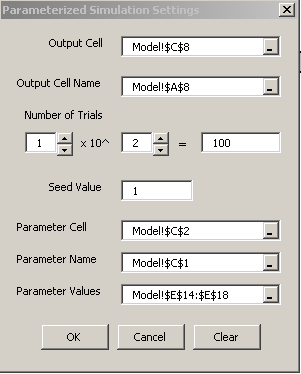 Parameterized Simulation Settings
Output Cell Model!$C$8
Output Cell Name Model!$A$8
Number of Trials
1 x 10^ 2 = 100
Seed Value 1
Parameter Cell Model!$C$2
Parameter Name Model!$C$1
Parameter Values Model!$E$14:$E$18
OK Cancel Clear